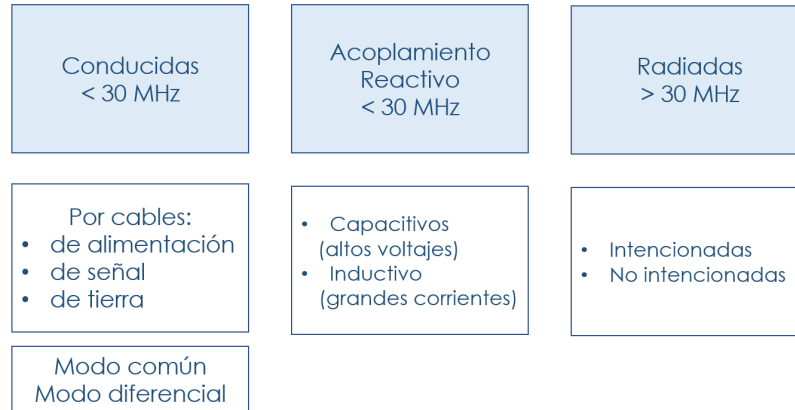 Conducidas
< 30 MHz
Acoplamiento
Reactivo
< 30 MHz
Radiadas
> 30 MHz
Por cables:
• de alimentación
• de señal
• de tierra
• Capacitivos
(altos voltajes)
• Inductivo
(grandes corrientes)
• Intencionadas
• No intencionadas
Modo común
Modo diferencial